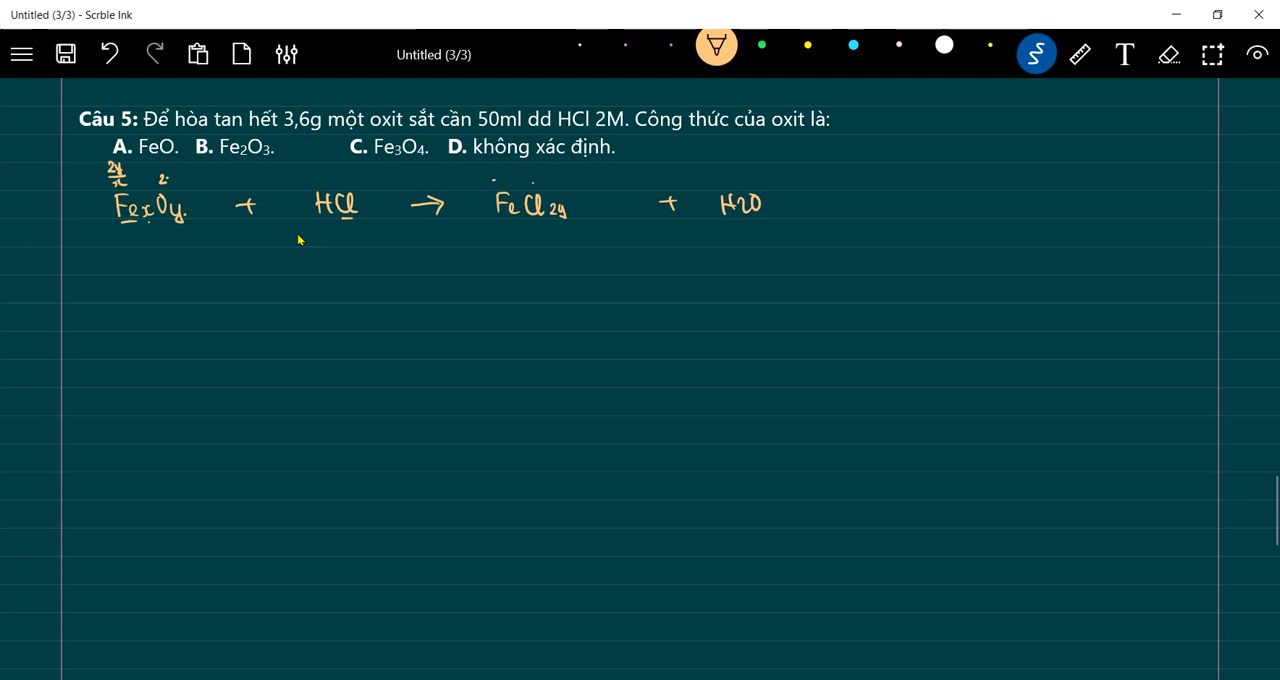 Untitled (3/3) - Scrble Ink
Untitled (3/3)
T
Câu 5: Để hòa tan hết 3,6g một oxit sắt cần 50ml dd HCl 2M. Công thức của oxit là:
A. FeO. B. Fe₂O₃. C. Fe₃O₄. D. không xác định.
2y/x 2-
FexOy + HCl → FeCl2y + H2O